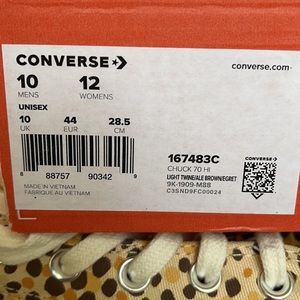 CONVERSE
converse.com
10 12
MENS WOMENS
UNISEX
10 44 28.5
UK EUR CM
8 88757 90342 9
MADE IN VIETNAM
FABRIQUE AU VIETNAM
167483C
CHUCK 70 HI
LIGHT TWINE/ALE BROWN/EGRET
9K-1909-M88
C3SND9FC00024
CONVERSE